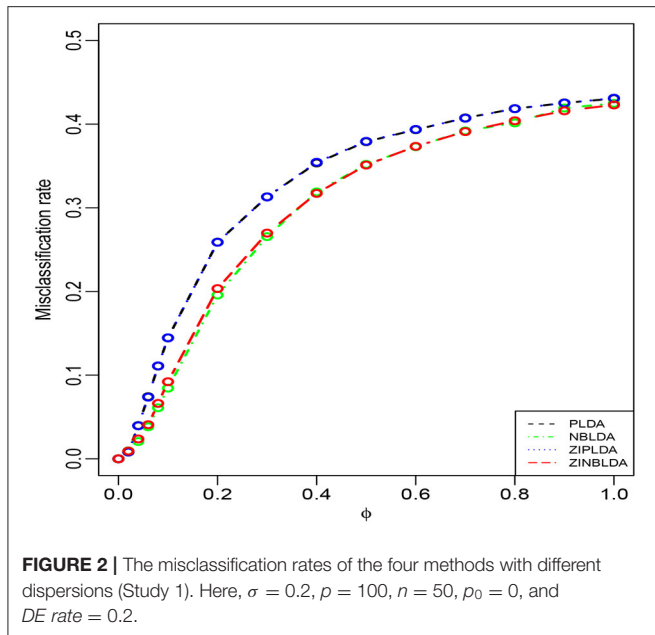 0.5
0.4
0.3
0.2
0.1
0.0
Misclassification rate
0.0 0.2 0.4 0.6 0.8 1.0
ϕ
PLDA
NBLDA
ZIPLDA
ZINBLDA
FIGURE 2 | The misclassification rates of the four methods with different
dispersions (Study 1). Here, σ = 0.2, p = 100, n = 50, p₀ = 0, and
DE rate = 0.2.